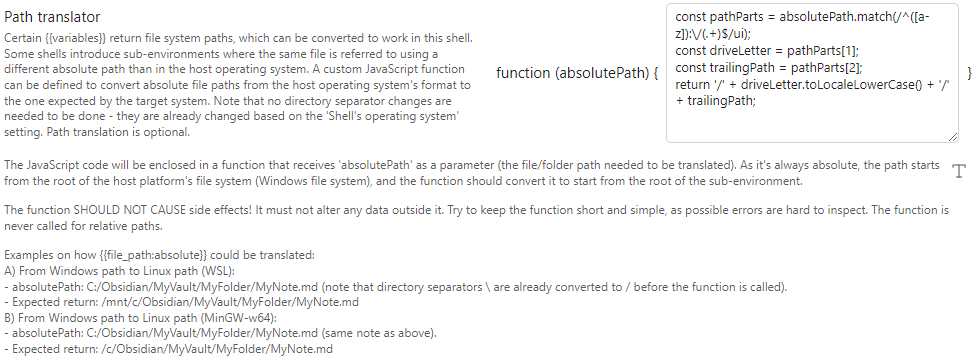 Path translator
Certain {{variables}} return file system paths, which can be converted to work in this shell.
Some shells introduce sub-environments where the same file is referred to using a
different absolute path than in the host operating system. A custom JavaScript function
can be defined to convert absolute file paths from the host operating system's format to
the one expected by the target system. Note that no directory separator changes are
needed to be done - they are already changed based on the 'Shell's operating system'
setting. Path translation is optional.
function (absolutePath) {
const pathParts = absolutePath.match(/^([a-
z]):\/(.+)$/ui);
const driveLetter = pathParts[1];
const trailingPath = pathParts[2];
return '/' + driveLetter.toLocaleLowerCase() + '/'
+ trailingPath;
}
The JavaScript code will be enclosed in a function that receives 'absolutePath' as a parameter (the file/folder path needed to be translated). As it's always absolute, the path starts
from the root of the host platform's file system (Windows file system), and the function should convert it to start from the root of the sub-environment.
The function SHOULD NOT CAUSE side effects! It must not alter any data outside it. Try to keep the function short and simple, as possible errors are hard to inspect. The function is
never called for relative paths.
Examples on how {{file_path:absolute}} could be translated:
A) From Windows path to Linux path (WSL):
- absolutePath: C:/Obsidian/MyVault/MyFolder/MyNote.md (note that directory separators \ are already converted to / before the function is called).
- Expected return: /mnt/c/Obsidian/MyVault/MyFolder/MyNote.md
B) From Windows path to Linux path (MinGW-w64):
- absolutePath: C:/Obsidian/MyVault/MyFolder/MyNote.md (same note as above).
- Expected return: /c/Obsidian/MyVault/MyFolder/MyNote.md